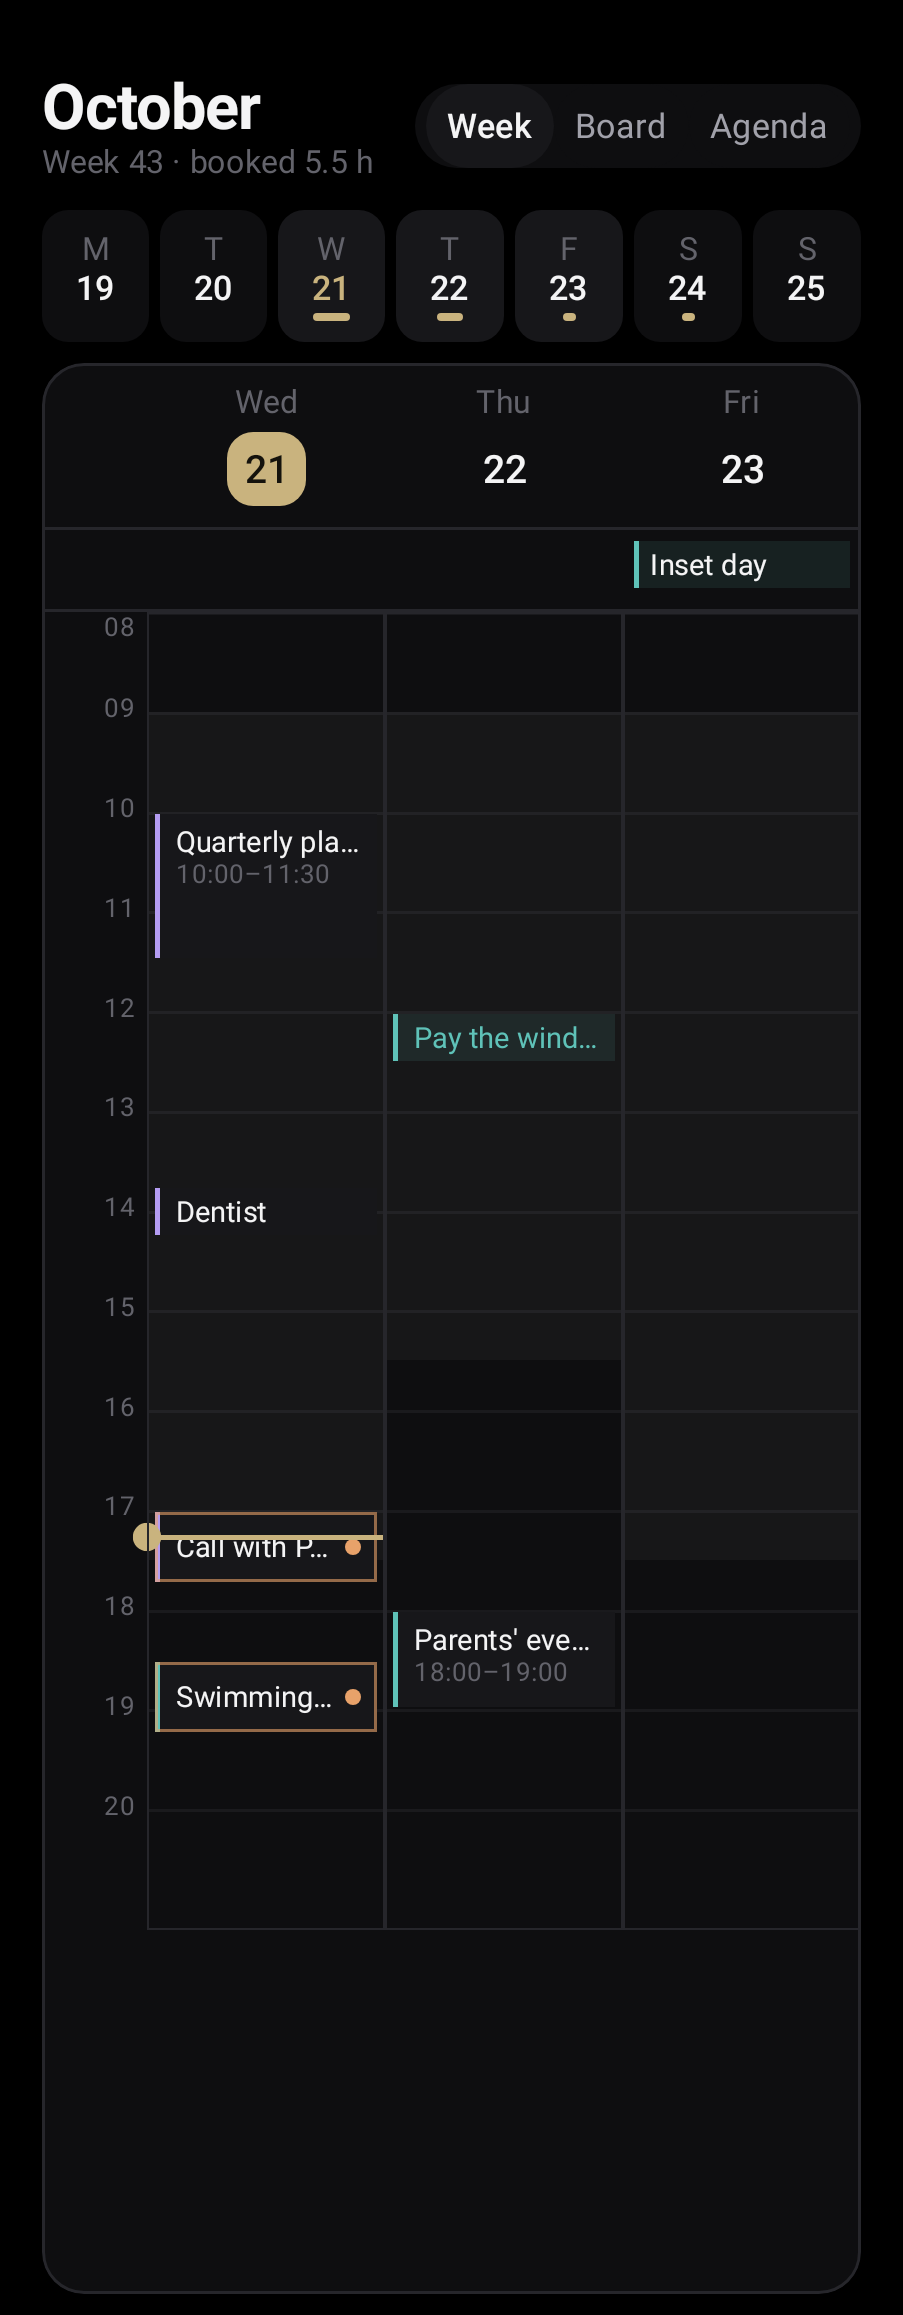 October
Week 43 · booked 5.5 h
Week Board Agenda
M T W T F S S
19 20 21 22 23 24 25
Wed Thu Fri
21 22 23
Inset day
08
09
10
Quarterly pla...
10:00–11:30
11
12
Pay the wind...
13
14
Dentist
15
16
17
Call with P...
18
Parents' eve...
18:00–19:00
Swimming...
19
20